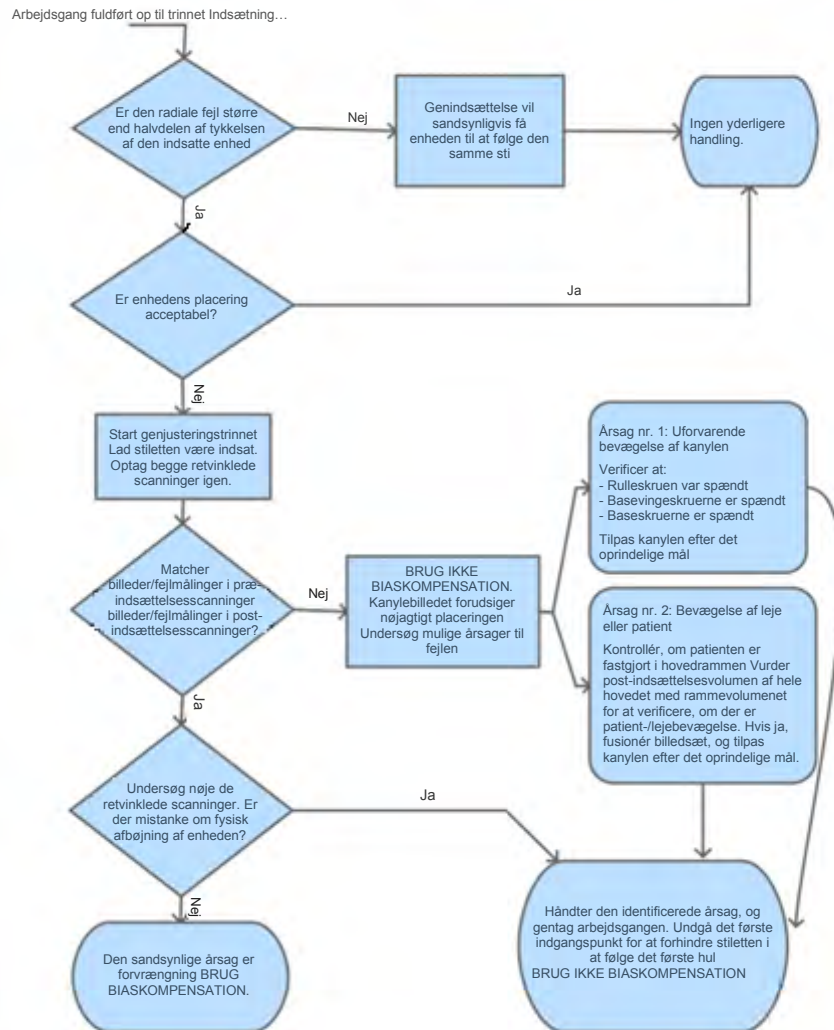 Arbejdsgang fuldført op til trinnet Indsætning…
Er den radiale fejl større
end halvdelen af tykkelsen
af den indsatte enhed
Nej
Genindsættelse vil
sandsynligvis få
enheden til at følge den
samme sti
Ingen yderligere
handling.
Ja
Er enhedens placering
acceptabel?
Ja
Nej
Start genjusteringstrinnet
Lad stiletten være indsat.
Optag begge retvinklede
scanninger igen.
Matcher
billeder/fejlmålinger i præ-
indsættelsesscanninger
billeder/fejlmålinger i post-
indsættelsesscanninger?
Nej
BRUG IKKE
BIASKOMPENSATION.
Kanylebilledet forudsiger
nøjagtigt placeringen
Undersøg mulige årsager til
fejlen
Årsag nr. 1: Uforvarende
bevægelse af kanylen
Verificer at:
- Rulleskruen var spændt
- Basevingeskruerne er spændt
- Baseskruerne er spændt
Tilpas kanylen efter det
oprindelige mål
Årsag nr. 2: Bevægelse af leje
eller patient
Kontrollér, om patienten er
fastgjort i hovedrammen Vurder
post-indsættelsesvolumen af hele
hovedet med rammevolumenet
for at verificere, om der er
patient-/lejebevægelse. Hvis ja,
fusionér billedsæt, og tilpas
kanylen efter det oprindelige mål.
Ja
Undersøg nøje de
retvinklede scanninger. Er
der mistanke om fysisk
afbøjning af enheden?
Ja
Nej
Den sandsynlige årsag er
forvrængning BRUG
BIASKOMPENSATION.
Håndter den identificerede årsag, og
gentag arbejdsgangen. Undgå det første
indgangspunkt for at forhindre stiletten i
at følge det første hul
BRUG IKKE BIASKOMPENSATION